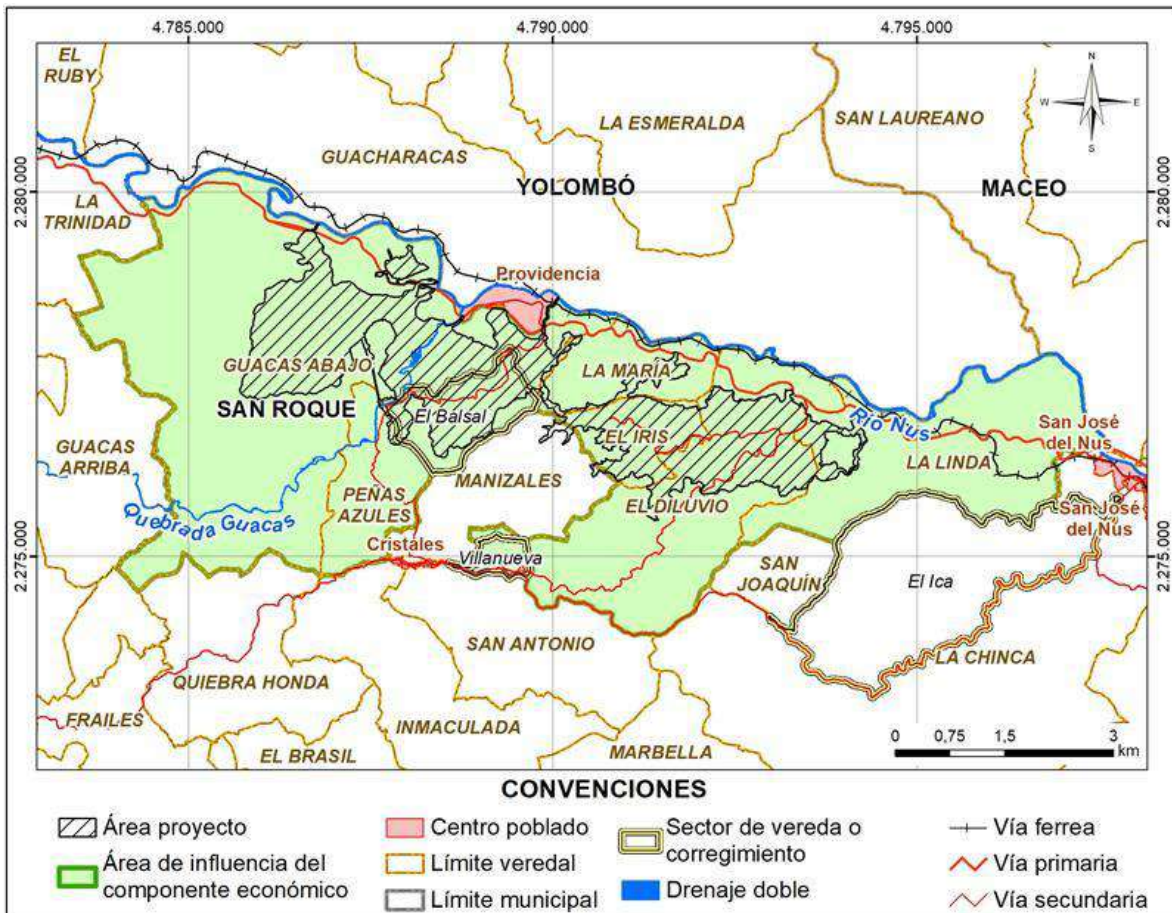 4.785.000
4.790.000
4.795.000
EL
RUBY
N
W
E
S
LA ESMERALDA
SAN LAUREANO
GUACHARACAS
YOLOMBÓ
MACEO
2.280.000
2.280.000
LA
TRINIDAD
Providencia
GUACAS ABAJO
LA MARÍA
SAN ROQUE
El Balsal
Río Nus
EL IRIS
San José
del Nus
GUACAS
ARRIBA
LA LINDA
MANIZALES
PEÑAS
AZULES
EL DILUVIO
San José
del Nus
Quebrada Guacas
Cristales
Villanueva
2.275.000
2.275.000
SAN
JOAQUÍN
El Ica
SAN ANTONIO
LA CHINCA
QUIEBRA HONDA
FRAILES
INMACULADA
EL BRASIL
MARBELLA
0
0,75
1,5
3
km
CONVENCIONES
Área proyecto
Área de influencia del
componente económico
Centro poblado
Límite veredal
Límite municipal
Sector de vereda o
corregimiento
Drenaje doble
Vía ferrea
Vía primaria
Vía secundaria